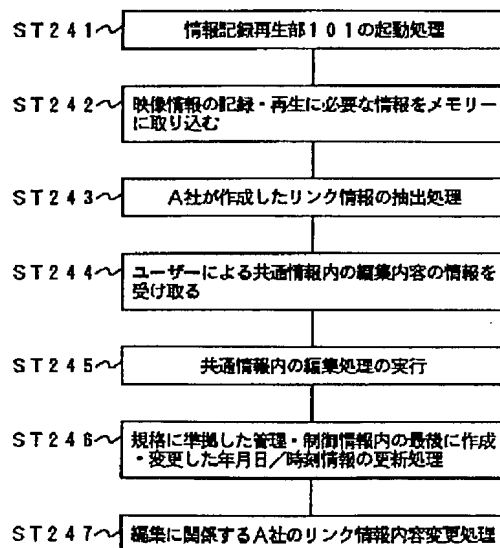 ST241 情報記録再生部101の起動処理
ST242 映像情報の記録・再生に必要な情報をメモリー
に取り込む
ST243 A社が作成したリンク情報の抽出処理
ST244 ユーザーによる共通情報内の編集内容の情報を
受け取る
ST245 共通情報内の編集処理の実行
ST246 規格に準拠した管理・制御情報内の最後に作成
・変更した年月日／時刻情報の更新処理
ST247 編集に関係するA社のリンク情報内容変更処理